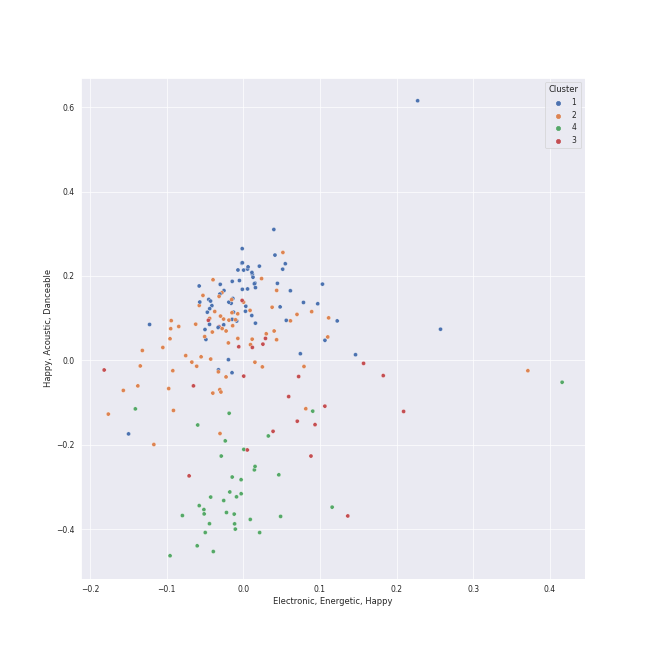 Cluster
1
2
4
3
0.6
0.4
0.2
0.0
−0.2
−0.4
Happy, Acoustic, Danceable
−0.2 −0.1 0.0 0.1 0.2 0.3 0.4
Electronic, Energetic, Happy